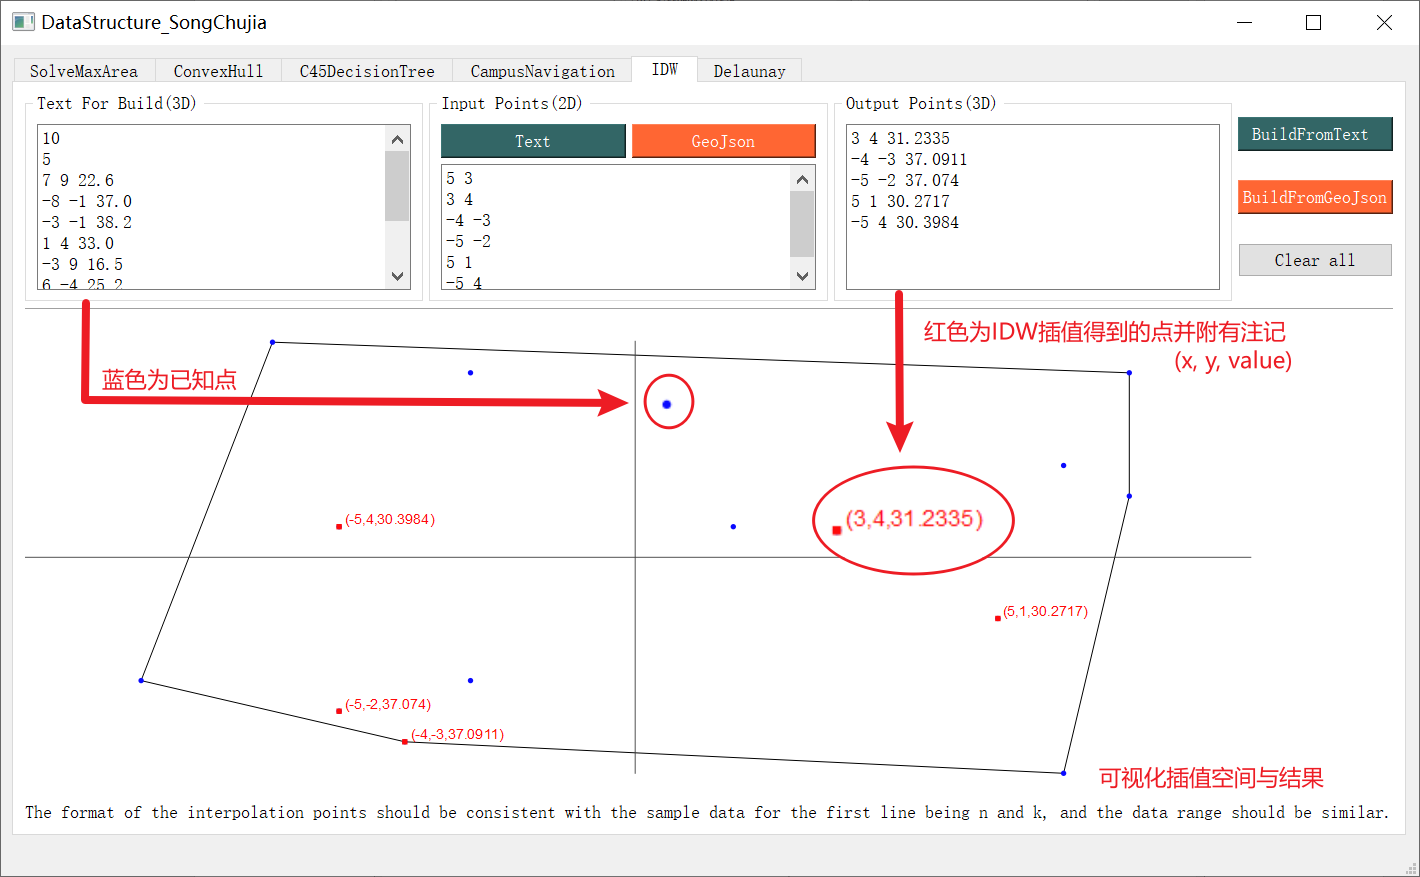 DataStructure_SongChujia
SolveMaxArea
ConvexHull
C45DecisionTree
CampusNavigation
IDW
Delaunay
Text For Build(3D)
10
5
7 9 22.6
-8 -1 37.0
-3 -1 38.2
1 4 33.0
-3 9 16.5
6 -4 25.2
Input Points(2D)
Text
GeoJson
5 3
3 4
-4 -3
-5 -2
5 1
-5 4
Output Points(3D)
3 4 31.2335
-4 -3 37.0911
-5 -2 37.074
5 1 30.2717
-5 4 30.3984
BuildFromText
BuildFromGeoJson
Clear all
红色为IDW插值得到的点并附有注记
(x, y, value)
蓝色为已知点
(-5,4,30.3984)
(3,4,31.2335)
(5,1,30.2717)
(-5,-2,37.074)
(-4,-3,37.0911)
可视化插值空间与结果
The format of the interpolation points should be consistent with the sample data for the first line being n and k, and the data range should be similar.